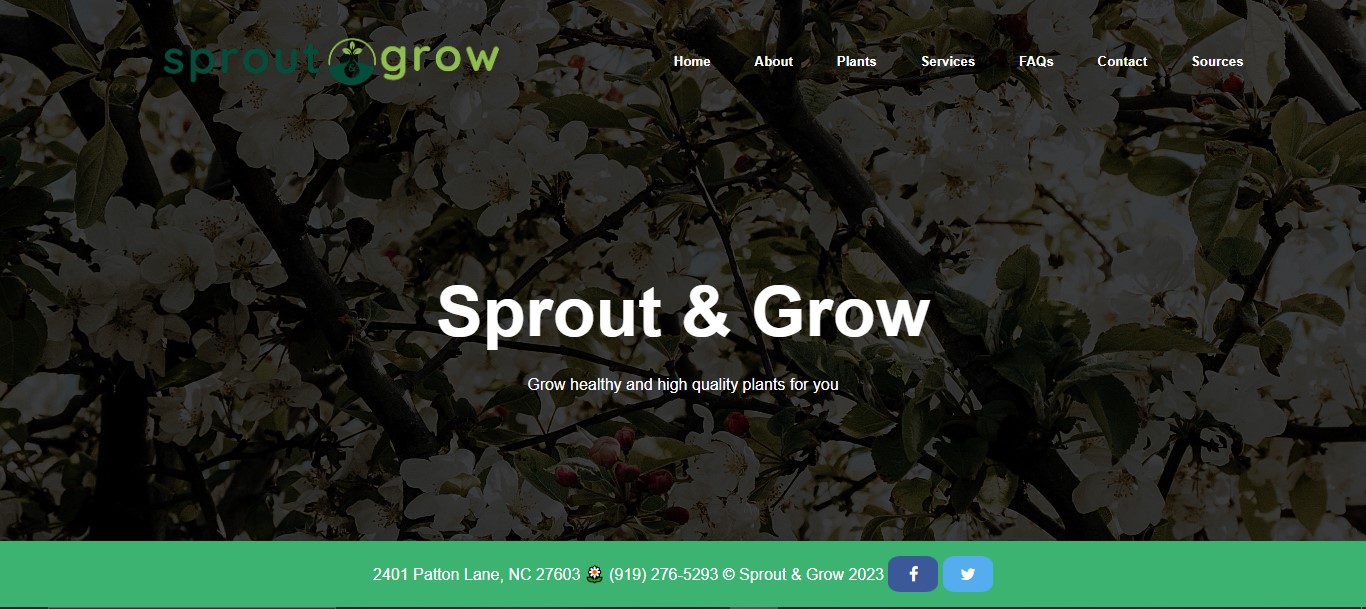 sprout grow
Home About Plants Services FAQs Contact Sources
Sprout & Grow
Grow healthy and high quality plants for you
2401 Patton Lane, NC 27603 (919) 276-5293 © Sprout & Grow 2023